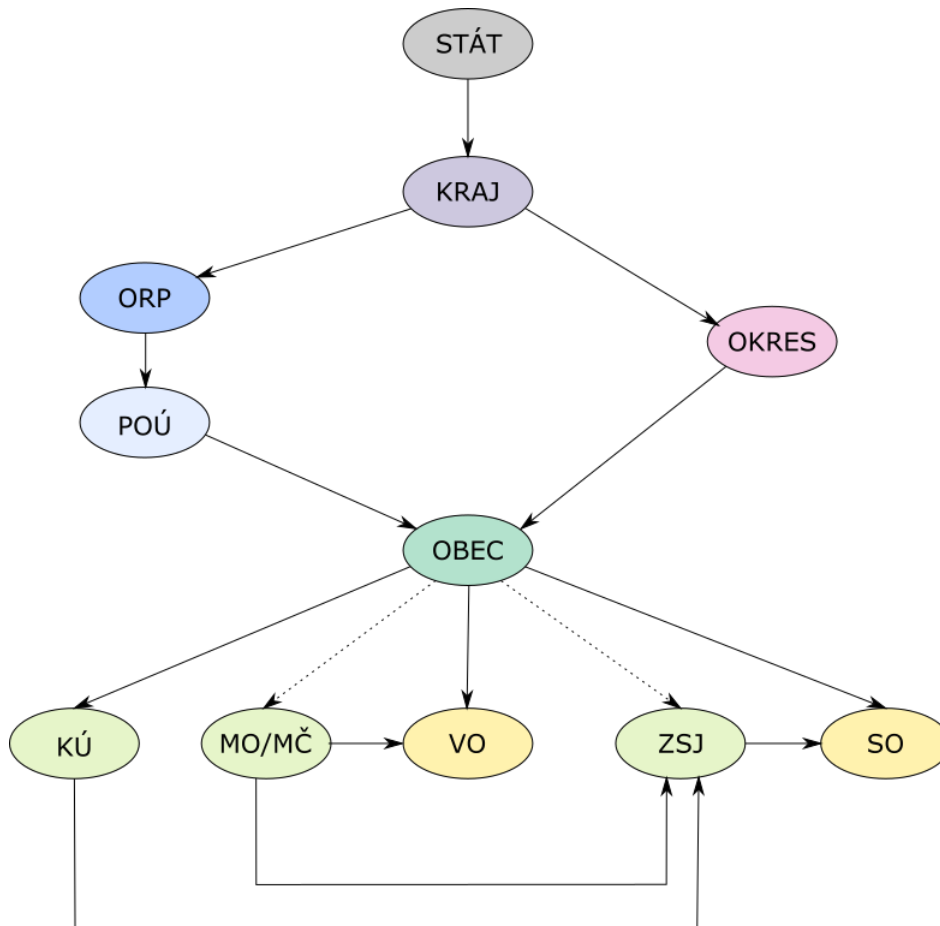 STÁT
KRAJ
ORP
OKRES
POÚ
OBEC
KÚ
MO/MČ
VO
ZSJ
SO